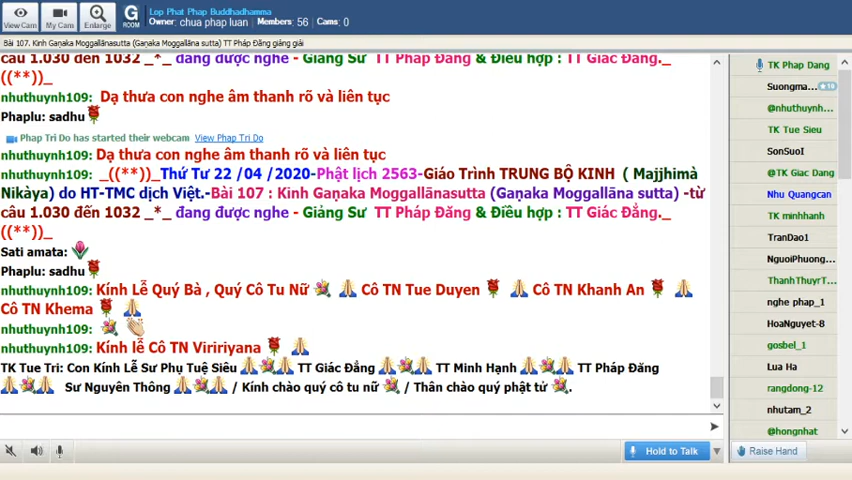 View Cam
My Cam
Enlarge
G
ROOM
Lop Phat Phap Buddhadhamma
Owner: chua phap luan / Members: 56 / Cams: 0
Bài 107. Kinh Gaṇaka Moggallānasutta (Gaṇaka Moggallāna sutta) TT Pháp Đăng giảng giải
câu 1.030 đến 1032 _*_ đang được nghe - Giảng Sư TT Pháp Đăng & Điều hợp : TT Giác Đẳng._
((**))_
nhuthuynh109: Dạ thưa con nghe âm thanh rõ và liên tục
Phaplu: sadhu
Phap Tri Do has started their webcam View Phap Tri Do
nhuthuynh109: Dạ thưa con nghe âm thanh rõ và liên tục
nhuthuynh109: _((**))_Thứ Tư 22 /04 /2020-Phật lịch 2563-Giáo Trình TRUNG BỘ KINH ( Majjhimà
Nikàya) do HT-TMC dịch Việt.-Bài 107 : Kinh Gaṇaka Moggallānasutta (Gaṇaka Moggallāna sutta) -từ
câu 1.030 đến 1032 _*_ đang được nghe - Giảng Sư TT Pháp Đăng & Điều hợp : TT Giác Đẳng._
((**))_
Sati amata:
Phaplu: sadhu
nhuthuynh109: Kính Lễ Quý Bà , Quý Cô Tu Nữ Cô TN Tue Duyen Cô TN Khanh An
Cô TN Khema
nhuthuynh109:
nhuthuynh109: Kính lễ Cô TN Viririyana
TK Tue Tri: Con Kính Lễ Sư Phụ Tuệ Siêu TT Giác Đẳng TT Minh Hạnh TT Pháp Đăng
Sư Nguyên Thông / Kính chào quý cô tu nữ / Thân chào quý phật tử .
Hold to Talk
Raise Hand
TK Phap Dang
Suongma... 10
@nhuthuynh...
TK Tue Sieu
SonSuoI
@TK Giac Dang
Nhu Quangcan
TK minhhanh
TranDao1
NguoiPhuong...
ThanhThuyrT...
nghe phap_1
HoaNguyet-8
gosbel_1
Lua Ha
rangdong-12
nhutam_2
@hongnhat